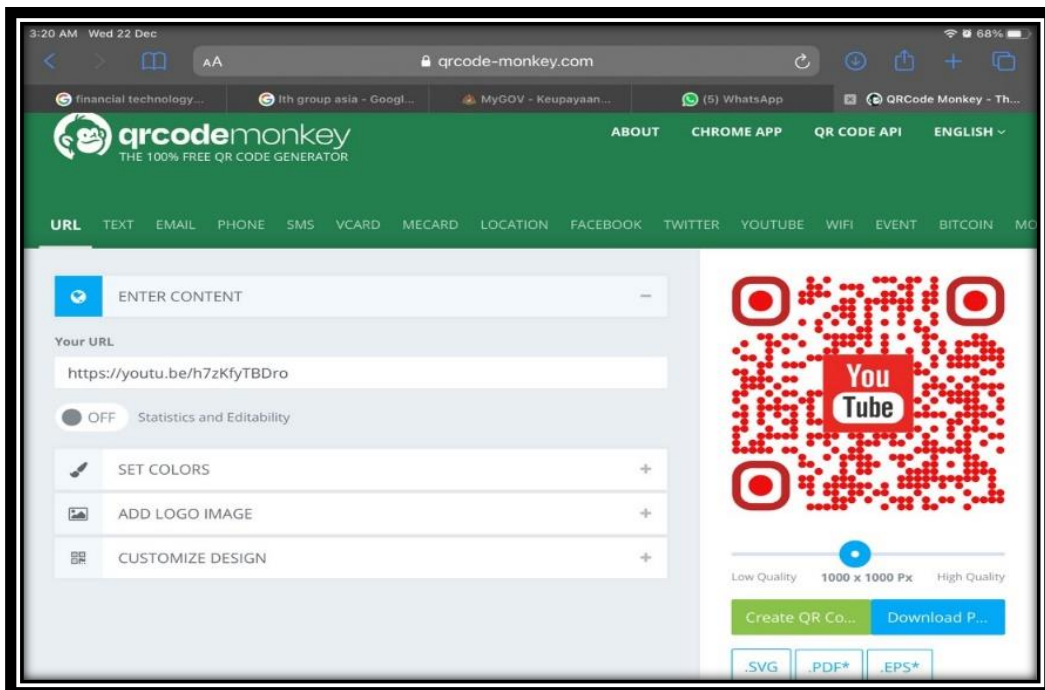 3:20 AM Wed 22 Dec
68%
AA
qrcode-monkey.com
financial technology...
lth group asia - Googl...
MyGOV - Keupayaan...
(5) WhatsApp
QRCode Monkey - Th...
qrcodemonkey
THE 100% FREE QR CODE GENERATOR
ABOUT
CHROME APP
QR CODE API
ENGLISH
URL TEXT EMAIL PHONE SMS VCARD MECARD LOCATION FACEBOOK TWITTER YOUTUBE WIFI EVENT BITCOIN MO
ENTER CONTENT
Your URL
https://youtu.be/h7zKfyTBDro
OFF Statistics and Editability
SET COLORS
ADD LOGO IMAGE
CUSTOMIZE DESIGN
You
Tube
Low Quality 1000 x 1000 Px High Quality
Create QR Co...
Download P...
.SVG .PDF* .EPS*